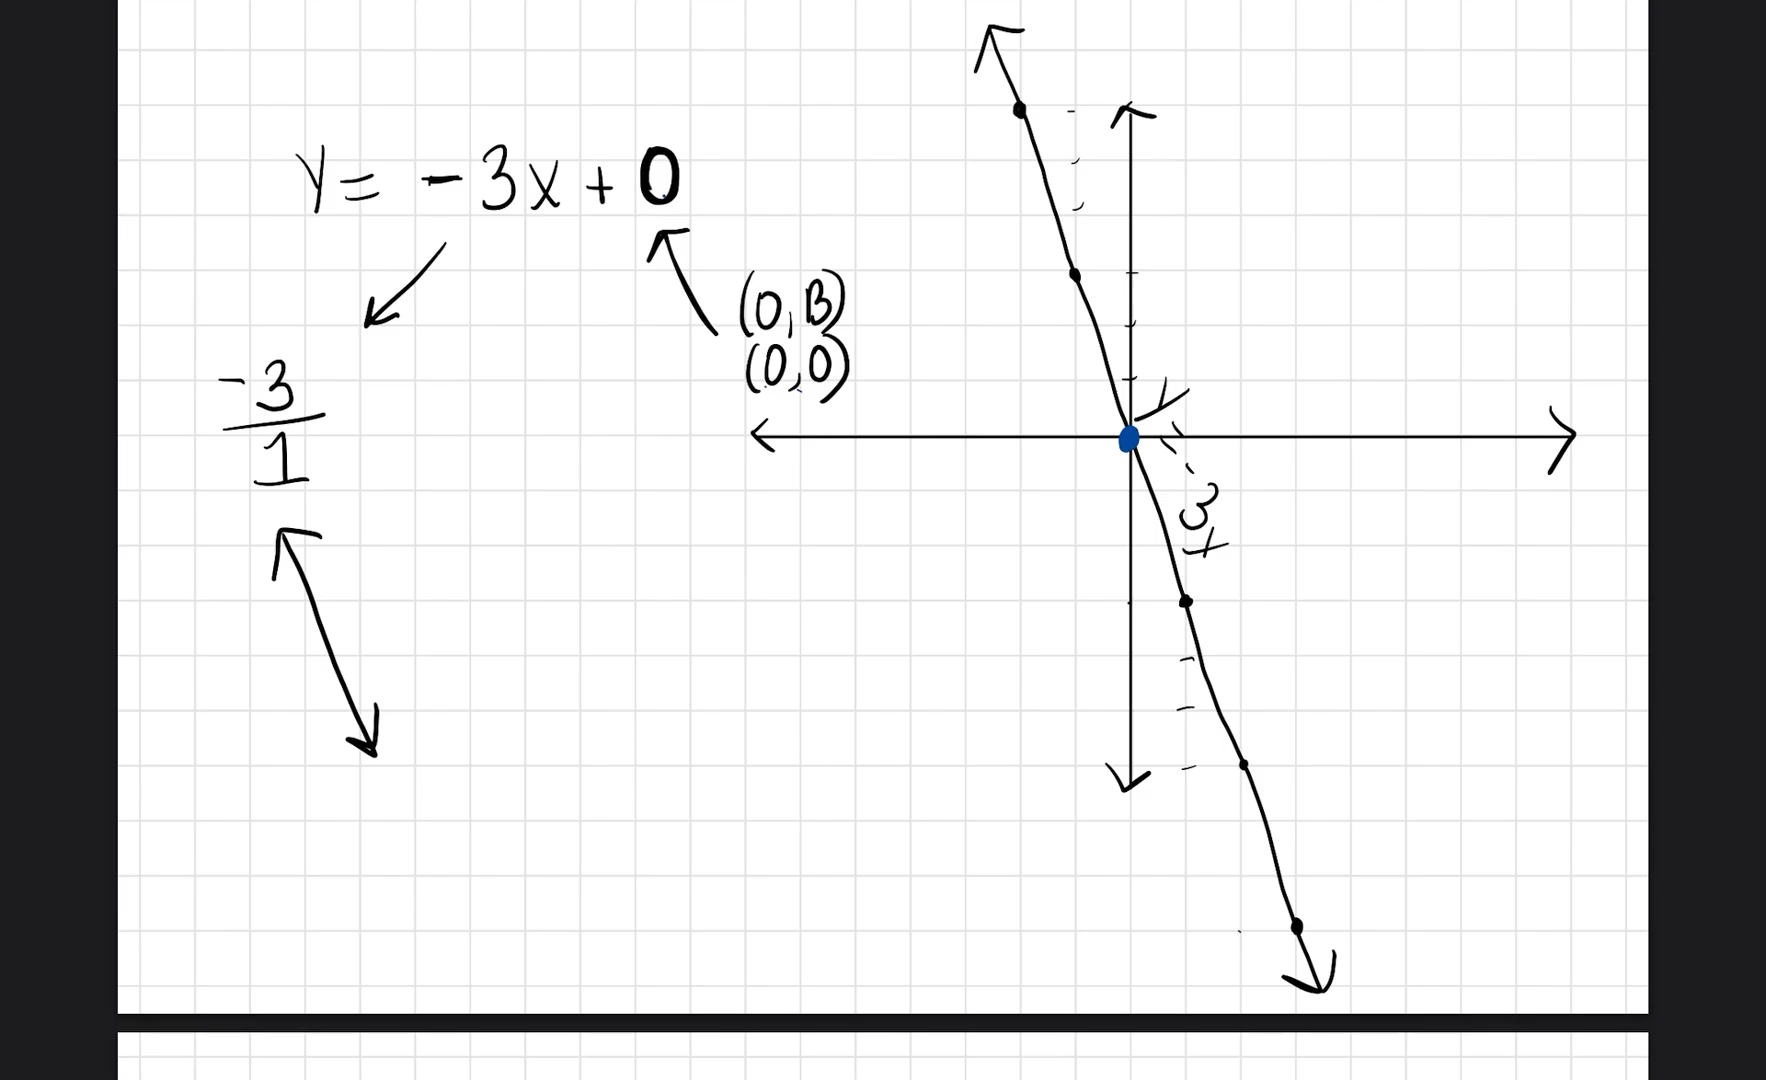 y = -3x + 0
(0, B)
(0, 0)
-3
1
y = -3x